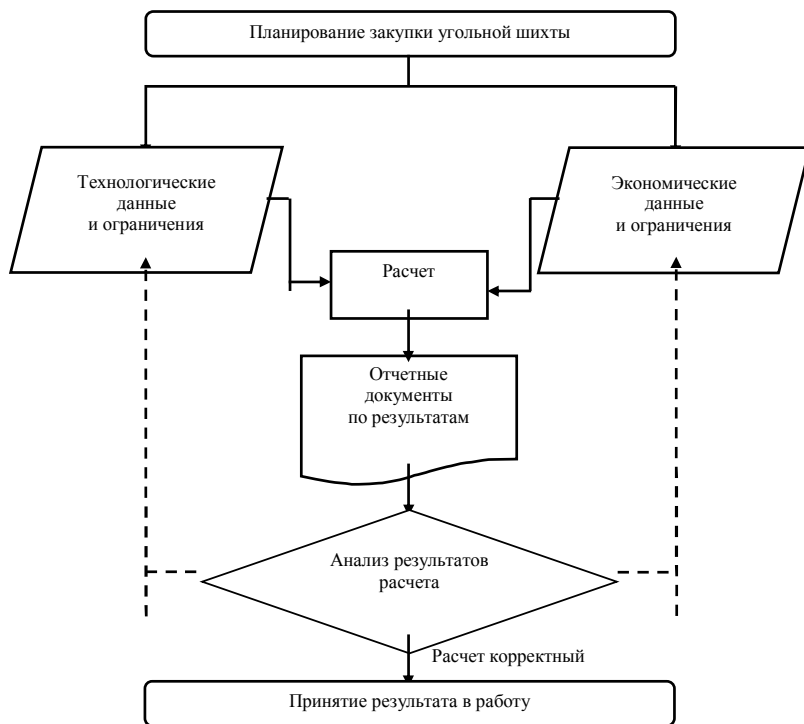 Планирование закупки угольной шихты
Технологические
данные
и ограничения
Экономические
данные
и ограничения
Расчет
Отчетные
документы
по результатам
Анализ результатов
расчета
Расчет корректный
Принятие результата в работу